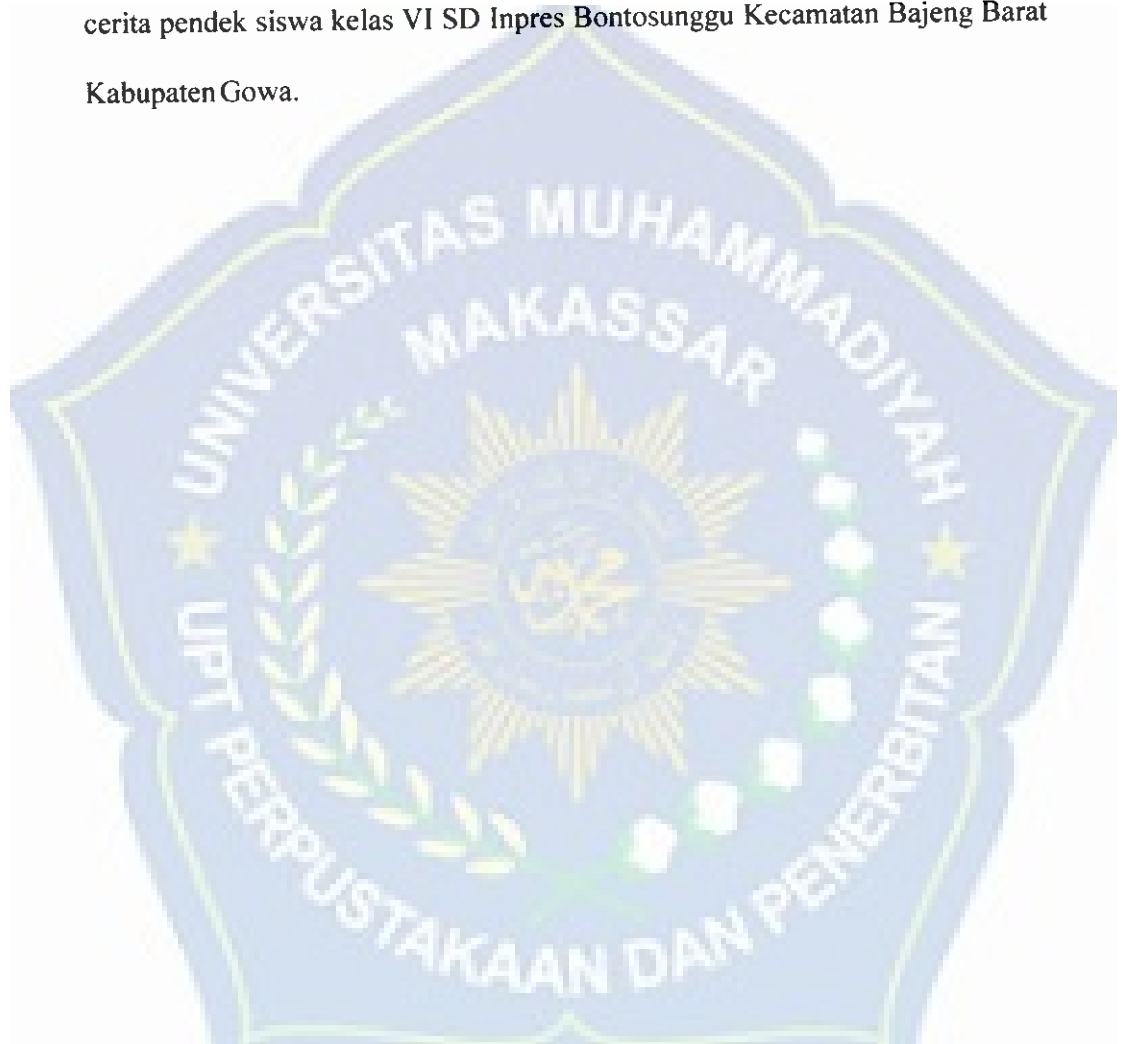 cerita pendek siswa kelas VI SD Inpres Bontosunggu Kecamatan Bajeng Barat
Kabupaten Gowa.
UNIVERSITAS MUHAMMADIYAH
MAKASSAR
UPT PERPUSTAKAAN DAN PENERBITAN